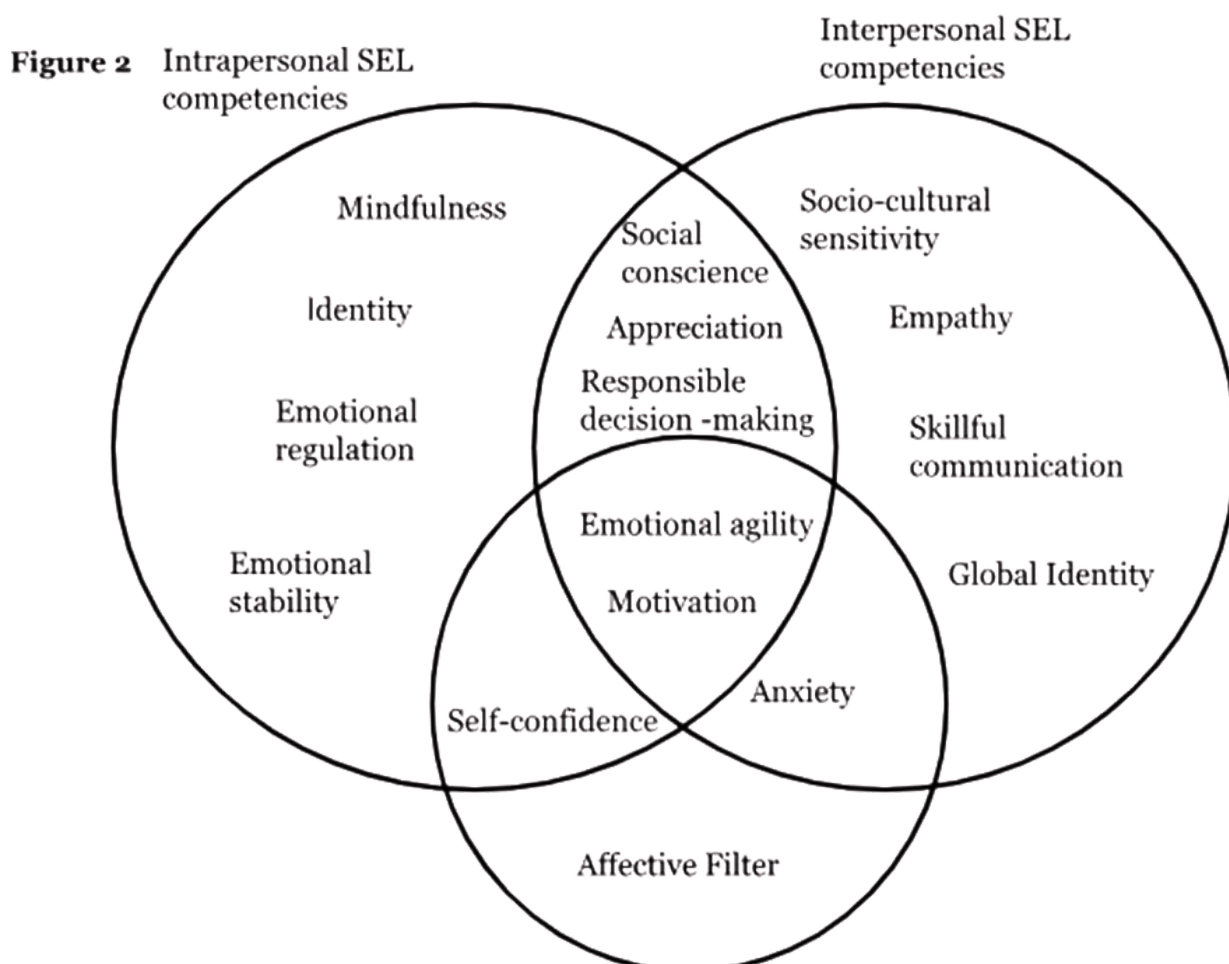 Figure 2 Intrapersonal SEL
competencies
Interpersonal SEL
competencies
Mindfulness
Identity
Emotional
regulation
Emotional
stability
Social
conscience
Appreciation
Responsible
decision -making
Socio-cultural
sensitivity
Empathy
Skillful
communication
Global Identity
Emotional agility
Motivation
Self-confidence
Anxiety
Affective Filter